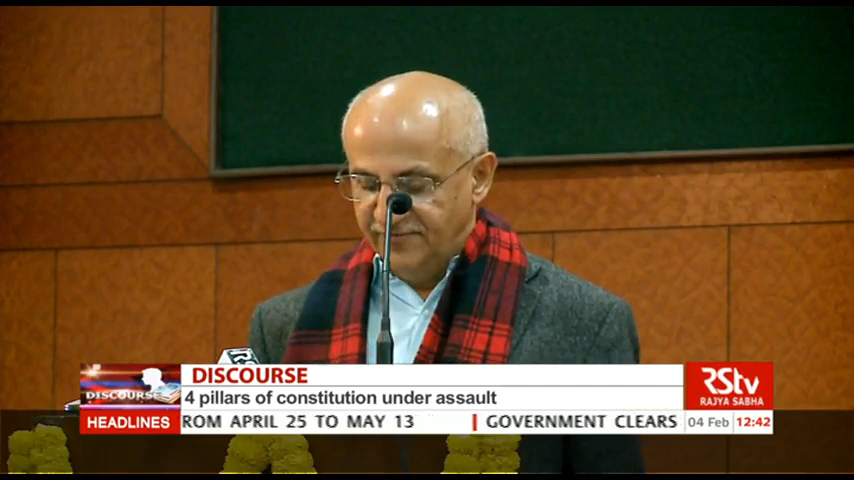 DISCOURSE
DISCOURSE
4 pillars of constitution under assault
RStv
RAJYA SABHA
HEADLINES
ROM APRIL 25 TO MAY 13 | GOVERNMENT CLEARS
04 Feb 12:42